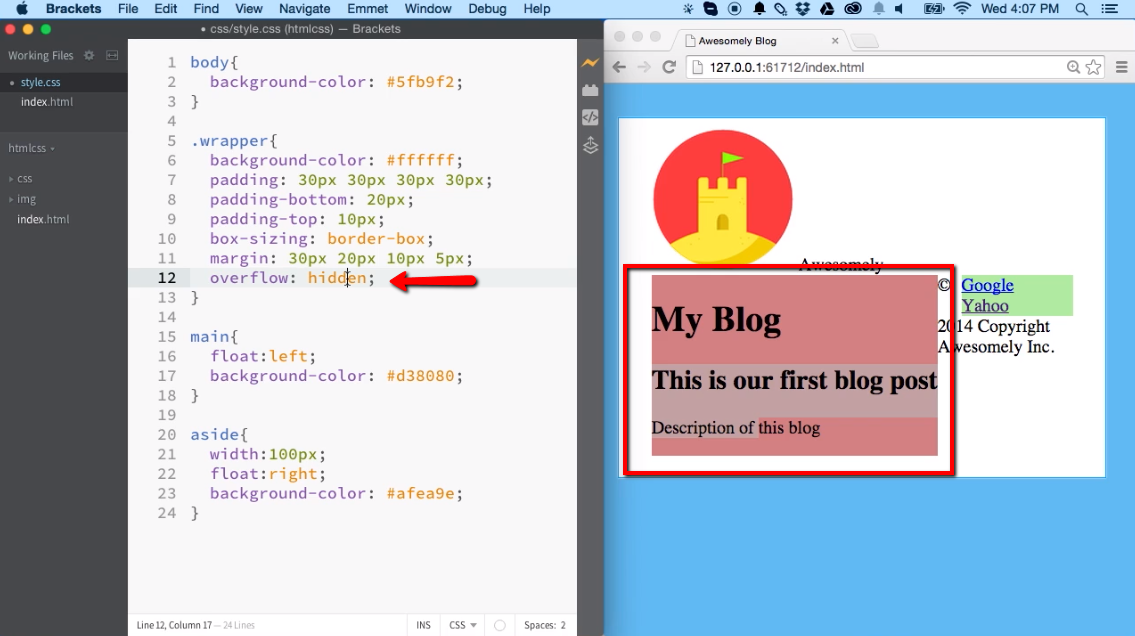 Brackets File Edit Find View Navigate Emmet Window Debug Help Wed 4:07 PM
• css/style.css (htmlcss) — Brackets
Working Files
• style.css
index.html
htmlcss
css
img
index.html
1 body{
2 background-color: #5fb9f2;
3 }
4
5 .wrapper{
6 background-color: #ffffff;
7 padding: 30px 30px 30px 30px;
8 padding-bottom: 20px;
9 padding-top: 10px;
10 box-sizing: border-box;
11 margin: 30px 20px 10px 5px;
12 overflow: hidden;
13 }
14
15 main{
16 float:left;
17 background-color: #d38080;
18 }
19
20 aside{
21 width:100px;
22 float:right;
23 background-color: #afea9e;
24 }
Line 12, Column 17 — 24 Lines INS CSS Spaces: 2
Awesomely Blog
127.0.0.1:61712/index.html
Awesomely
My Blog
This is our first blog post
Description of this blog
© Google
Yahoo
2014 Copyright
Awesomely Inc.